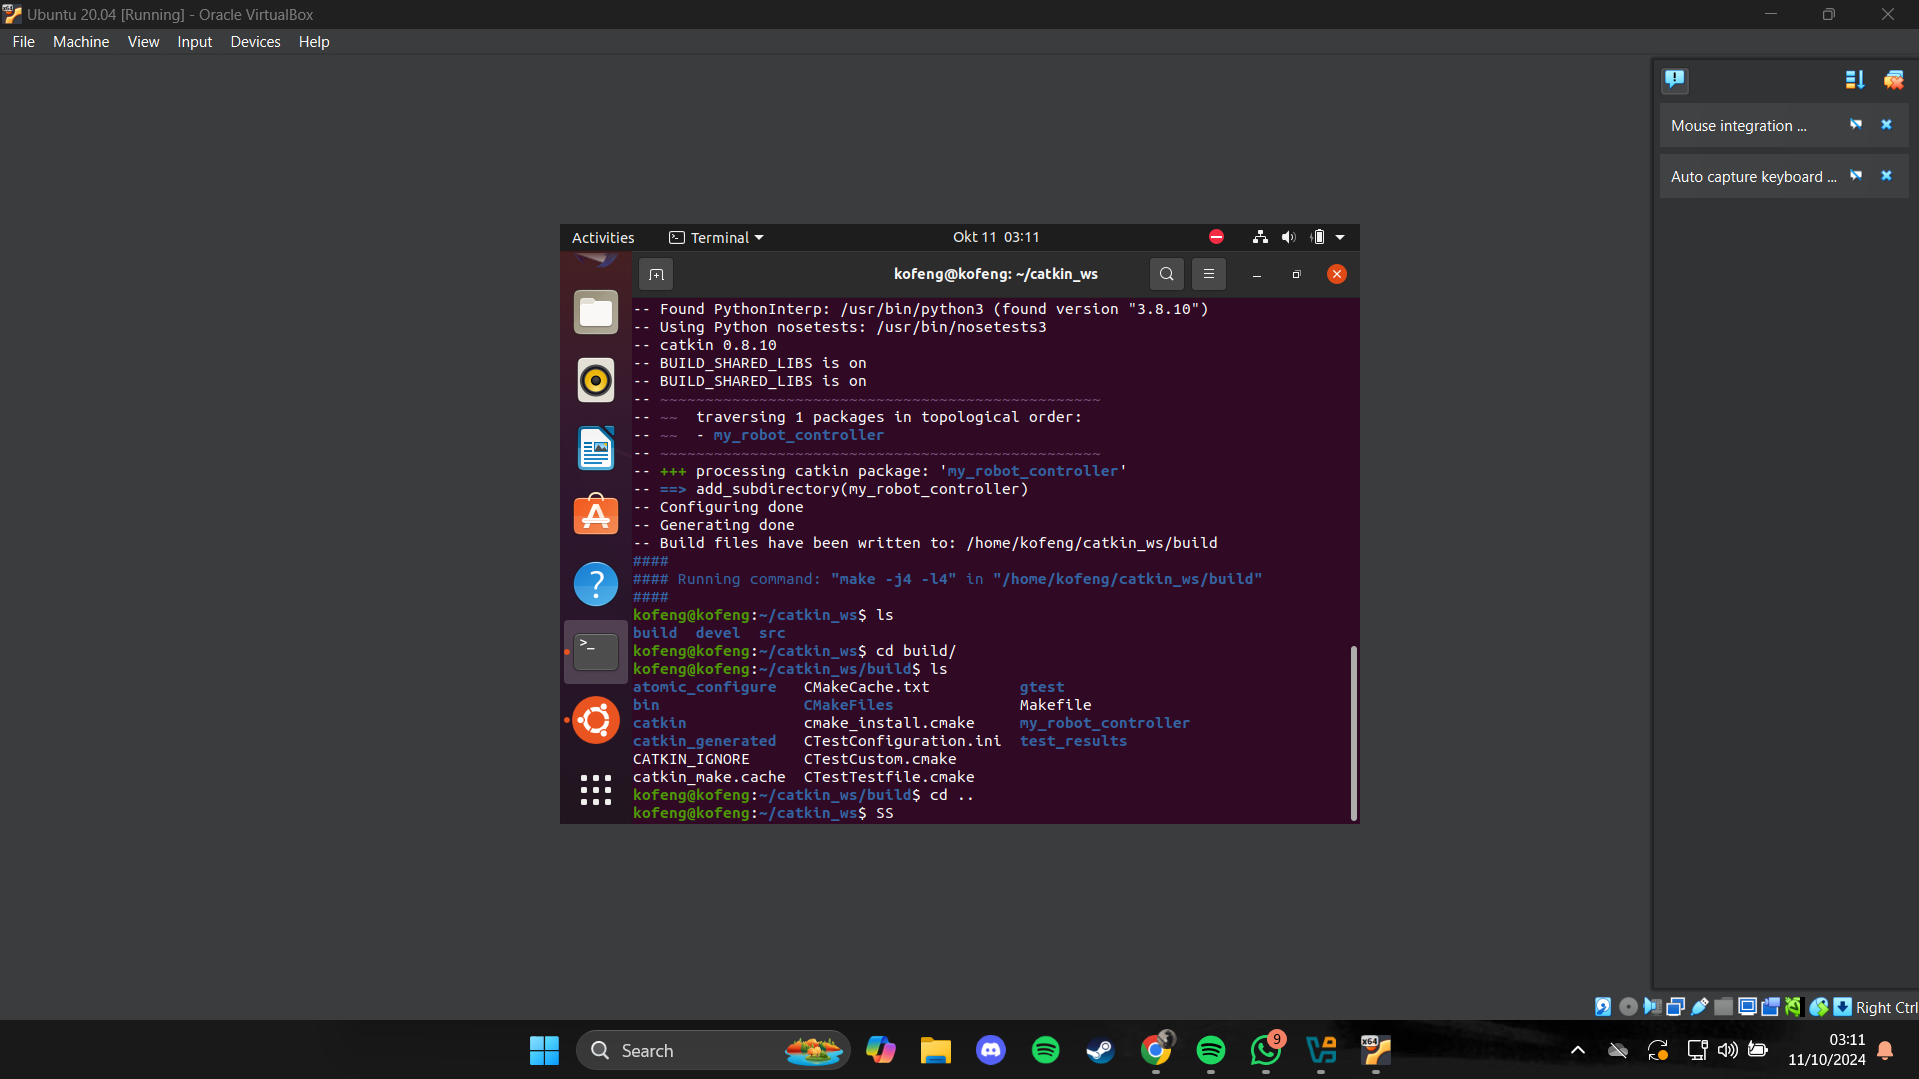 Ubuntu 20.04 [Running] - Oracle VirtualBox
File Machine View Input Devices Help
Mouse integration ...
Auto capture keyboard ...
Activities Terminal Okt 11 03:11
kofeng@kofeng: ~/catkin_ws
-- Found PythonInterp: /usr/bin/python3 (found version "3.8.10")
-- Using Python nosetests: /usr/bin/nosetests3
-- catkin 0.8.10
-- BUILD_SHARED_LIBS is on
-- BUILD_SHARED_LIBS is on
-- ~~~~~~~~~~~~~~~~~~~~~~~~~~~~~~~~~~~~~~~~~~~~~~~~~
-- ~~  traversing 1 packages in topological order:
-- ~~  - my_robot_controller
-- ~~~~~~~~~~~~~~~~~~~~~~~~~~~~~~~~~~~~~~~~~~~~~~~~~
-- +++ processing catkin package: 'my_robot_controller'
-- ==> add_subdirectory(my_robot_controller)
-- Configuring done
-- Generating done
-- Build files have been written to: /home/kofeng/catkin_ws/build
####
#### Running command: "make -j4 -l4" in "/home/kofeng/catkin_ws/build"
####
kofeng@kofeng:~/catkin_ws$ ls
build  devel  src
kofeng@kofeng:~/catkin_ws$ cd build/
kofeng@kofeng:~/catkin_ws/build$ ls
atomic_configure   CMakeCache.txt          gtest
bin                CMakeFiles              Makefile
catkin             cmake_install.cmake     my_robot_controller
catkin_generated   CTestConfiguration.ini  test_results
CATKIN_IGNORE      CTestCustom.cmake
catkin_make.cache  CTestTestfile.cmake
kofeng@kofeng:~/catkin_ws/build$ cd ..
kofeng@kofeng:~/catkin_ws$ SS
Right Ctrl
Search
9
x64
03:11
11/10/2024